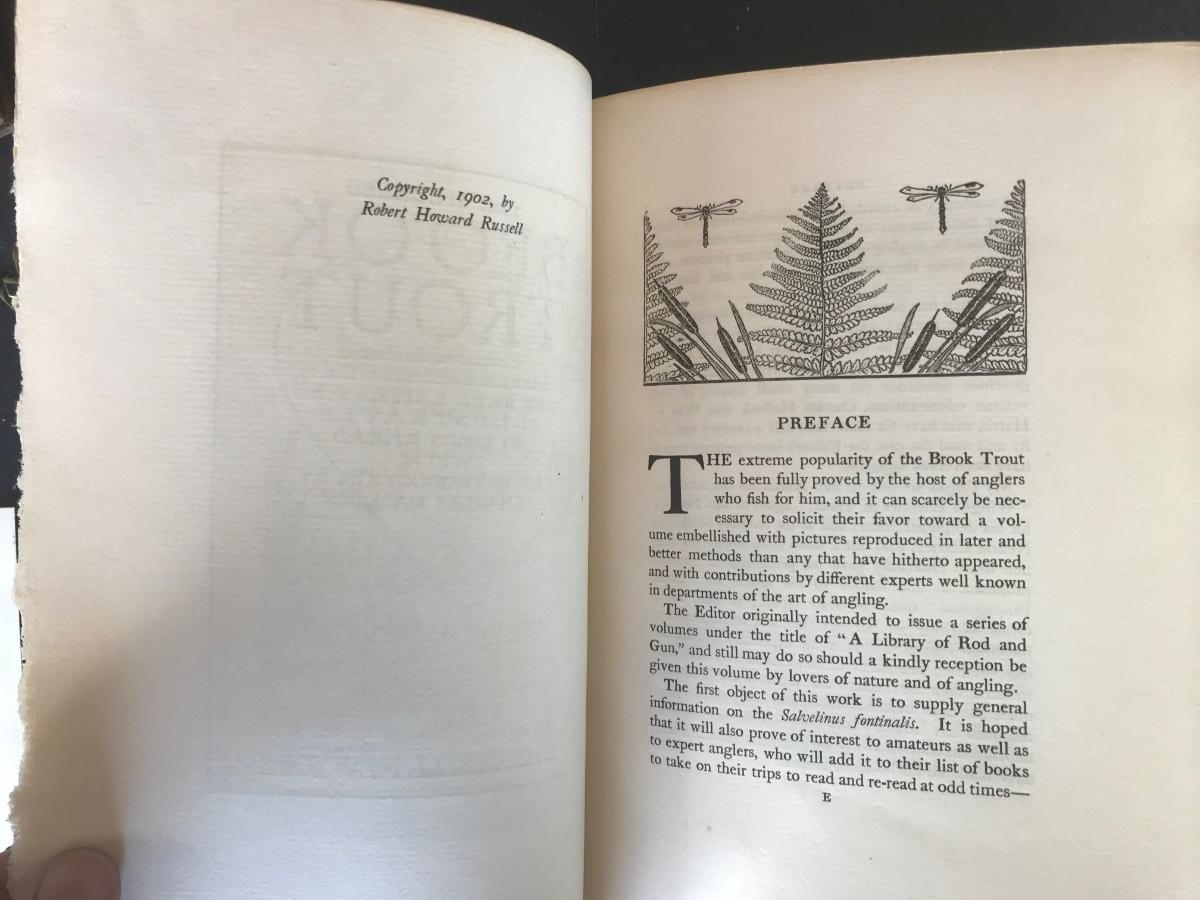 Copyright, 1902, by
Robert Howard Russell
PREFACE
THE extreme popularity of the Brook Trout
has been fully proved by the host of anglers
who fish for him, and it can scarcely be nec-
essary to solicit their favor toward a vol-
ume embellished with pictures reproduced in later and
better methods than any that have hitherto appeared,
and with contributions by different experts well known
in departments of the art of angling.
The Editor originally intended to issue a series of
volumes under the title of "A Library of Rod and
Gun," and still may do so should a kindly reception be
given this volume by lovers of nature and of angling.
The first object of this work is to supply general
information on the Salvelinus fontinalis. It is hoped
that it will also prove of interest to amateurs as well as
to expert anglers, who will add it to their list of books
to take on their trips to read and re-read at odd times—
E